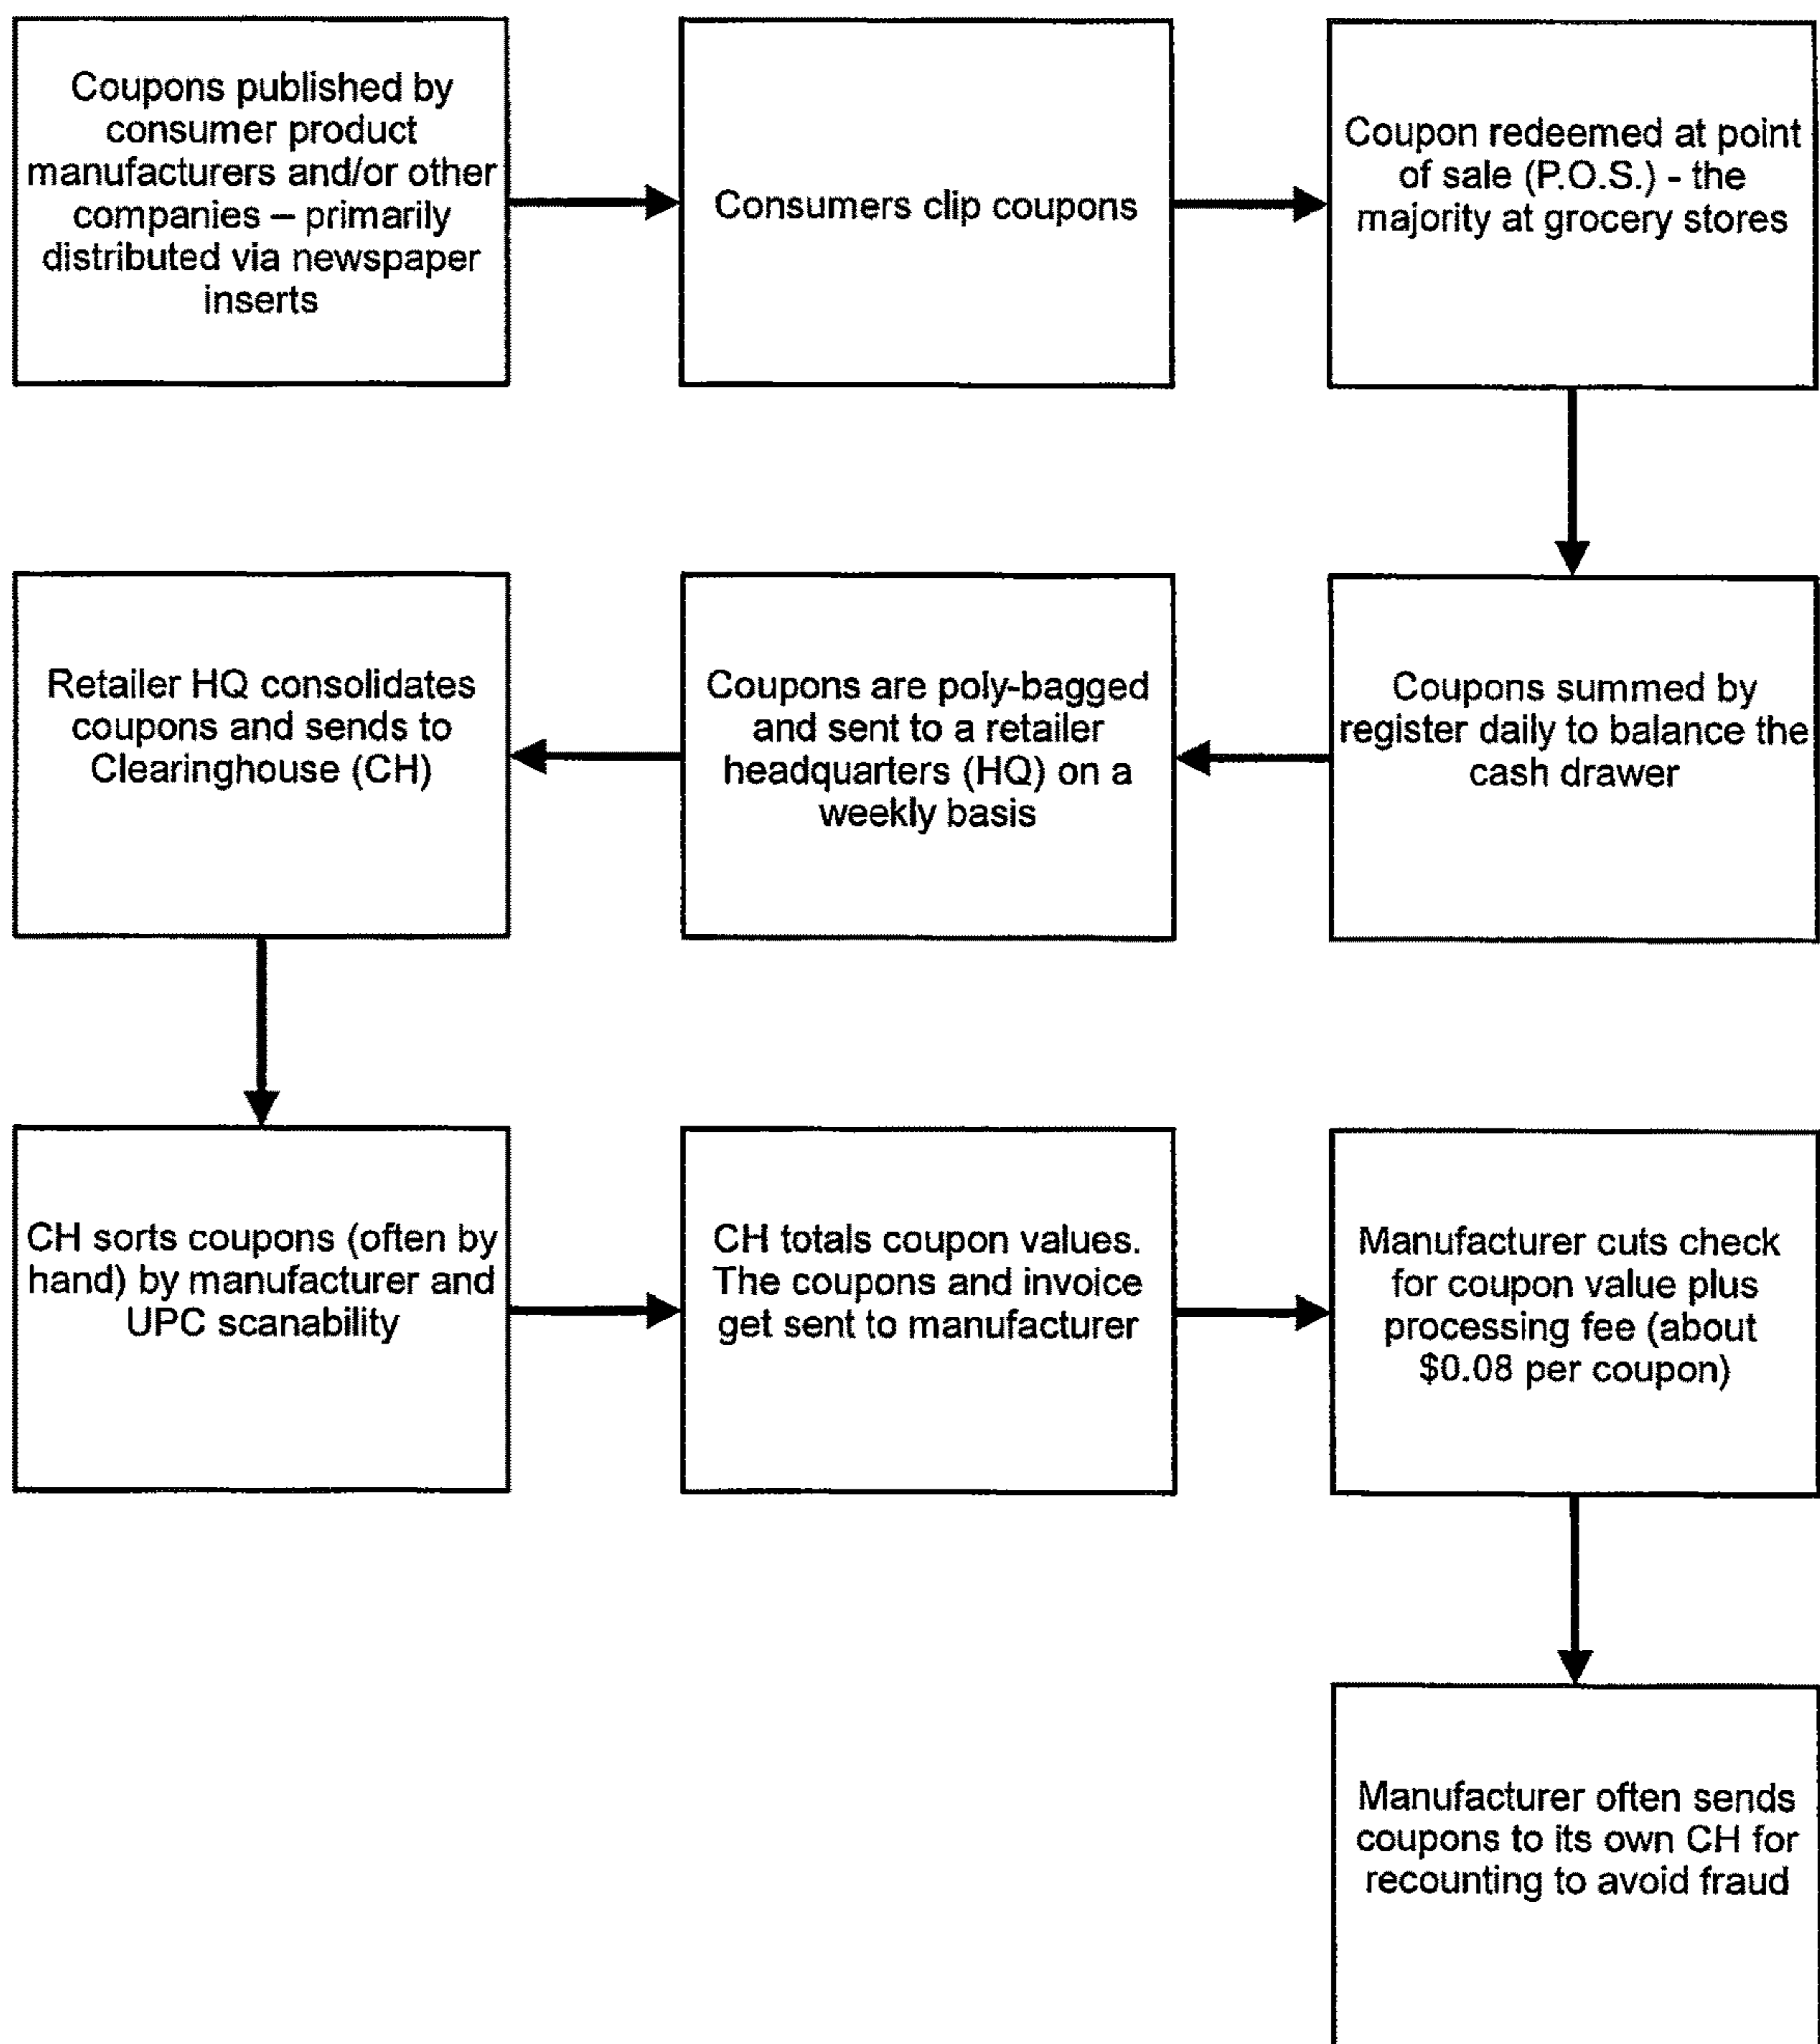 Coupons published by
consumer product
manufacturers and/or other
companies – primarily
distributed via newspaper
inserts
Consumers clip coupons
Coupon redeemed at point
of sale (P.O.S.) - the
majority at grocery stores
Coupons summed by
register daily to balance the
cash drawer
Coupons are poly-bagged
and sent to a retailer
headquarters (HQ) on a
weekly basis
Retailer HQ consolidates
coupons and sends to
Clearinghouse (CH)
CH sorts coupons (often by
hand) by manufacturer and
UPC scanability
CH totals coupon values.
The coupons and invoice
get sent to manufacturer
Manufacturer cuts check
for coupon value plus
processing fee (about
$0.08 per coupon)
Manufacturer often sends
coupons to its own CH for
recounting to avoid fraud